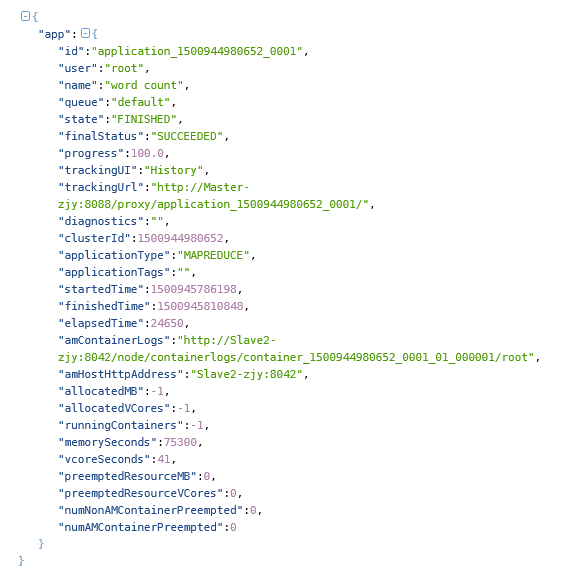 {
"app": {
"id":"application_1500944980652_0001",
"user":"root",
"name":"word count",
"queue":"default",
"state":"FINISHED",
"finalStatus":"SUCCEEDED",
"progress":100.0,
"trackingUI":"History",
"trackingUrl":"http://Master-
zjy:8088/proxy/application_1500944980652_0001/",
"diagnostics":"",
"clusterId":1500944980652,
"applicationType":"MAPREDUCE",
"applicationTags":"",
"startedTime":1500945786198,
"finishedTime":1500945810848,
"elapsedTime":24650,
"amContainerLogs":"http://Slave2-
zjy:8042/node/containerlogs/container_1500944980652_0001_01_000001/root",
"amHostHttpAddress":"Slave2-zjy:8042",
"allocatedMB":-1,
"allocatedVCores":-1,
"runningContainers":-1,
"memorySeconds":75300,
"vcoreSeconds":41,
"preemptedResourceMB":0,
"preemptedResourceVCores":0,
"numNonAMContainerPreempted":0,
"numAMContainerPreempted":0
}
}